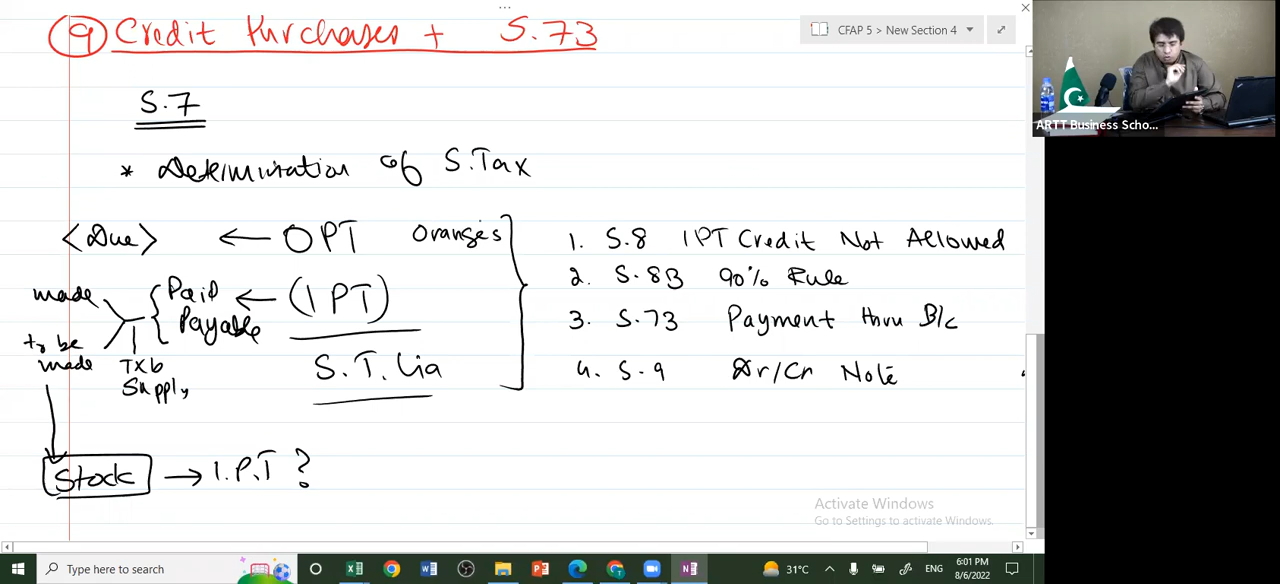 9 Credit Purchases + S.73
CFAP 5 > New Section 4
ARTT Business Scho...
S.7
* Determination of S.Tax
<Due> ← OPT Oranges
made Paid ← (IPT)
Payable
to be made
Txb Supply
S.T. Lia
1. S.8 IPT Credit Not Allowed
2. S.8B 90% Rule
3. S.73 Payment thru B/c
4. S.9 Dr/Cr Note
Stock → I.P.T ?
Activate Windows
Go to Settings to activate Windows.
Type here to search
31°C
ENG
6:01 PM
8/6/2022